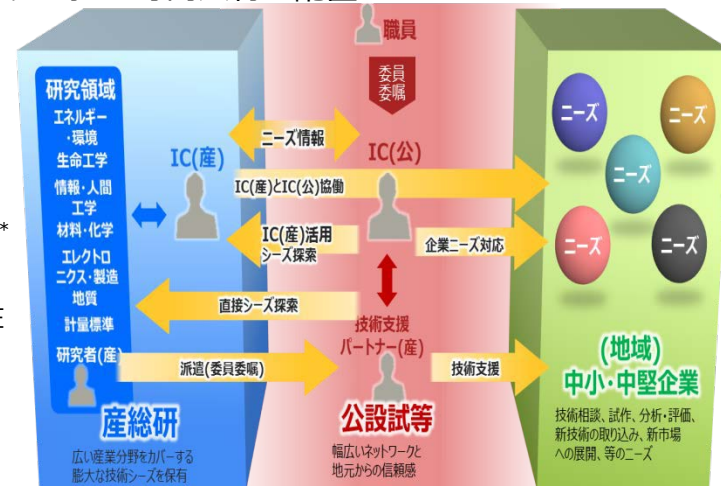 職員
委員
委嘱
研究領域
エネルギー
・環境
生命工学
情報・人間
工学
材料・化学
エレクトロ
ニクス・製造
地質
計量標準
研究者(産)
*
IC(産)
ニーズ情報
IC(公)
IC(産)とIC(公)協働
IC(産)活用
シーズ探索
企業ニーズ対応
直接シーズ探索
技術支援
パートナー(産)
派遣(委員委嘱)
技術支援
ニーズ
ニーズ
ニーズ
ニーズ
ニーズ
産総研
広い産業分野をカバーする
膨大な技術シーズを保有
公設試等
幅広いネットワークと
地元からの信頼感
(地域)
中小・中堅企業
技術相談、試作、分析・評価、
新技術の取り込み、新市場
への展開、等のニーズ